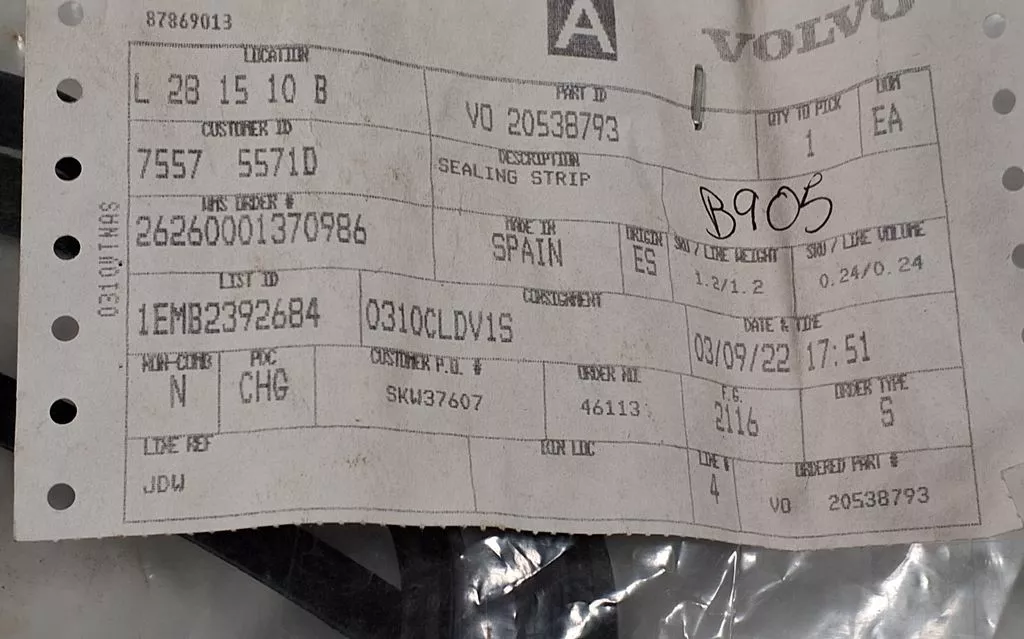 87869013
A
VOLVO
LOCATION
L 28 15 10 B
PART ID
VO 20538793
QTY TO PICK
1
UOM
EA
CUSTOMER ID
7557 5571D
DESCRIPTION
SEALING STRIP
B905
WMS ORDER #
26260001370986
MADE IN
SPAIN
ORIGIN
ES
SKU / LINE WEIGHT
1.2/1.2
SKU / LINE VOLUME
0.24/0.24
LIST ID
1EMB2392684
CONSIGNMENT
0310CLDV1S
DATE & TIME
03/09/22 17:51
NON-COMB
N
PDC
CHG
CUSTOMER P.O. #
SKW37607
ORDER NO.
46113
F.G.
2116
ORDER TYPE
S
LINE REF
JDW
BIN LOC
LINE #
4
ORDERED PART #
VO 20538793